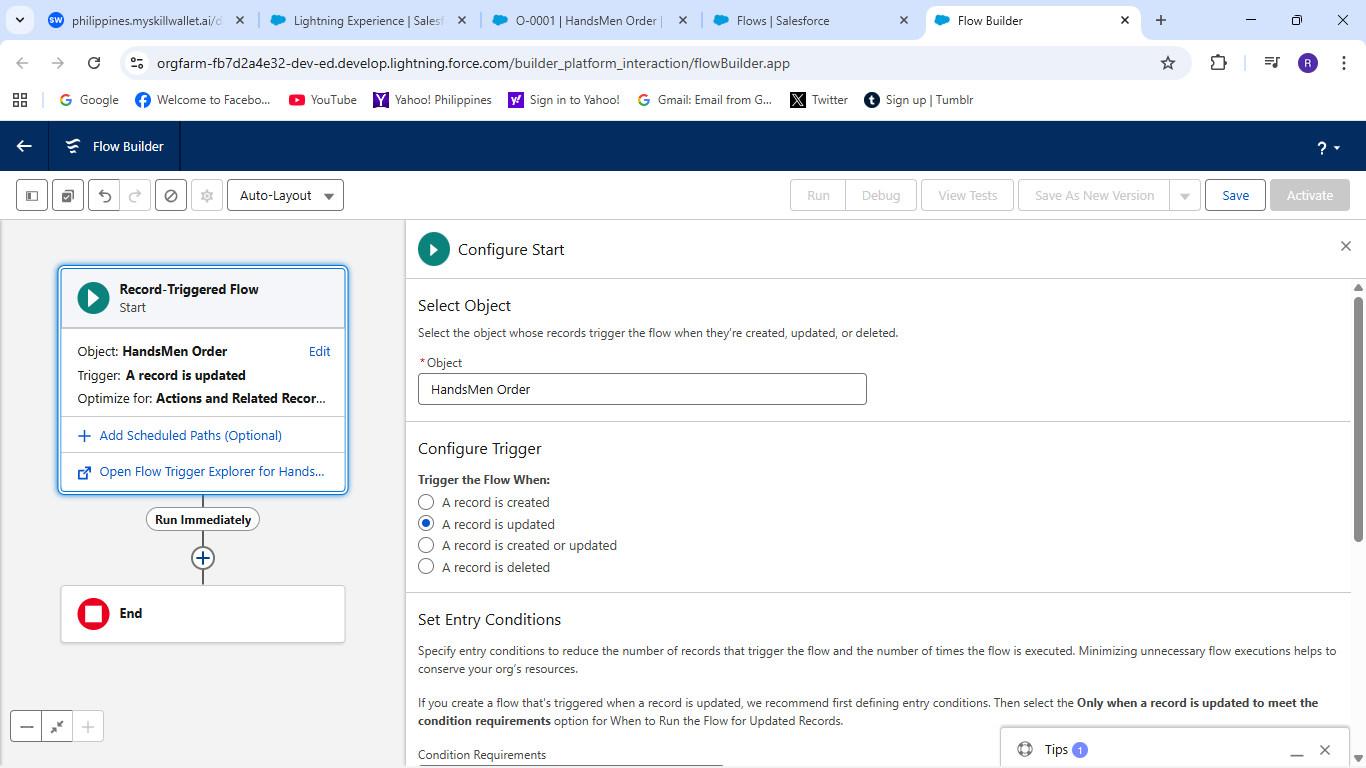 philippines.myskillwallet.ai/d
Lightning Experience | Salesf
O-0001 | HandsMen Order |
Flows | Salesforce
Flow Builder
orgfarm-fb7d2a4e32-dev-ed.develop.lightning.force.com/builder_platform_interaction/flowBuilder.app
R
Google
Welcome to Facebo...
YouTube
Yahoo! Philippines
Sign in to Yahoo!
Gmail: Email from G...
Twitter
Sign up | Tumblr
Flow Builder
?
Auto-Layout
Run
Debug
View Tests
Save As New Version
Save
Activate
Record-Triggered Flow
Start
Object: HandsMen Order
Edit
Trigger: A record is updated
Optimize for: Actions and Related Recor...
Add Scheduled Paths (Optional)
Open Flow Trigger Explorer for Hands...
Run Immediately
End
Configure Start
Select Object
Select the object whose records trigger the flow when they're created, updated, or deleted.
*Object
HandsMen Order
Configure Trigger
Trigger the Flow When:
A record is created
A record is updated
A record is created or updated
A record is deleted
Set Entry Conditions
Specify entry conditions to reduce the number of records that trigger the flow and the number of times the flow is executed. Minimizing unnecessary flow executions helps to
conserve your org's resources.
If you create a flow that's triggered when a record is updated, we recommend first defining entry conditions. Then select the Only when a record is updated to meet the
condition requirements option for When to Run the Flow for Updated Records.
Condition Requirements
Tips 1